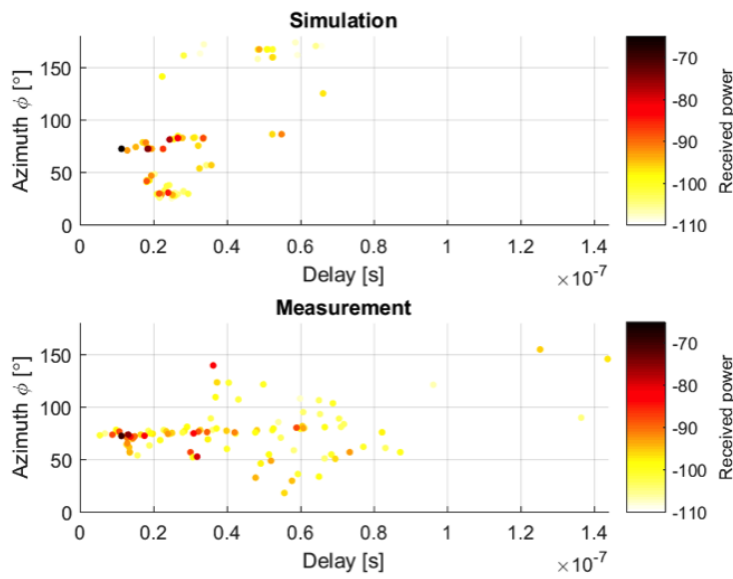 Simulation
Azimuth ϕ [°]
150
100
50
0
0 0.2 0.4 0.6 0.8 1 1.2 1.4
Delay [s]
×10⁻⁷
-70
-80
-90
-100
-110
Received power
Measurement
Azimuth ϕ [°]
150
100
50
0
0 0.2 0.4 0.6 0.8 1 1.2 1.4
Delay [s]
×10⁻⁷
-70
-80
-90
-100
-110
Received power